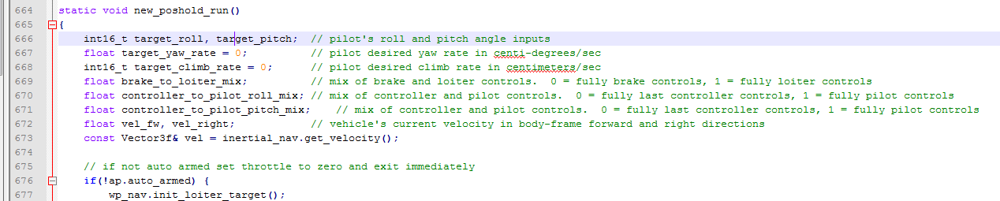 664 static void new_poshold_run()
665 {
666     int16_t target_roll, target_pitch;  // pilot's roll and pitch angle inputs
667     float target_yaw_rate = 0;          // pilot desired yaw rate in centi-degrees/sec
668     int16_t target_climb_rate = 0;      // pilot desired climb rate in centimeters/sec
669     float brake_to_loiter_mix;          // mix of brake and loiter controls.  0 = fully brake controls, 1 = fully loiter controls
670     float controller_to_pilot_roll_mix; // mix of controller and pilot controls.  0 = fully last controller controls, 1 = fully pilot controls
671     float controller_to_pilot_pitch_mix;    // mix of controller and pilot controls.  0 = fully last controller controls, 1 = fully pilot controls
672     float vel_fw, vel_right;            // vehicle's current velocity in body-frame forward and right directions
673     const Vector3f& vel = inertial_nav.get_velocity();
674
675     // if not auto armed set throttle to zero and exit immediately
676     if(!ap.auto_armed) {
677         wp_nav.init_loiter_target();